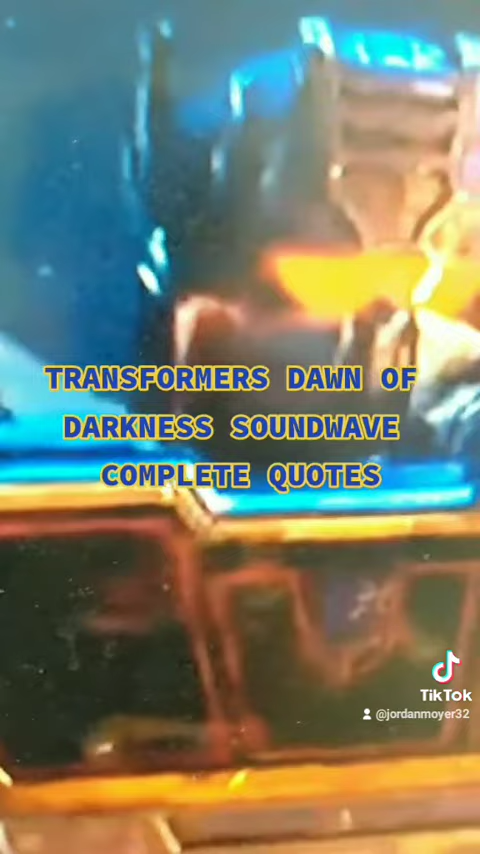 TRANSFORMERS DAWN OF
DARKNESS SOUNDWAVE
COMPLETE QUOTES
TikTok
@jordanmoyer32